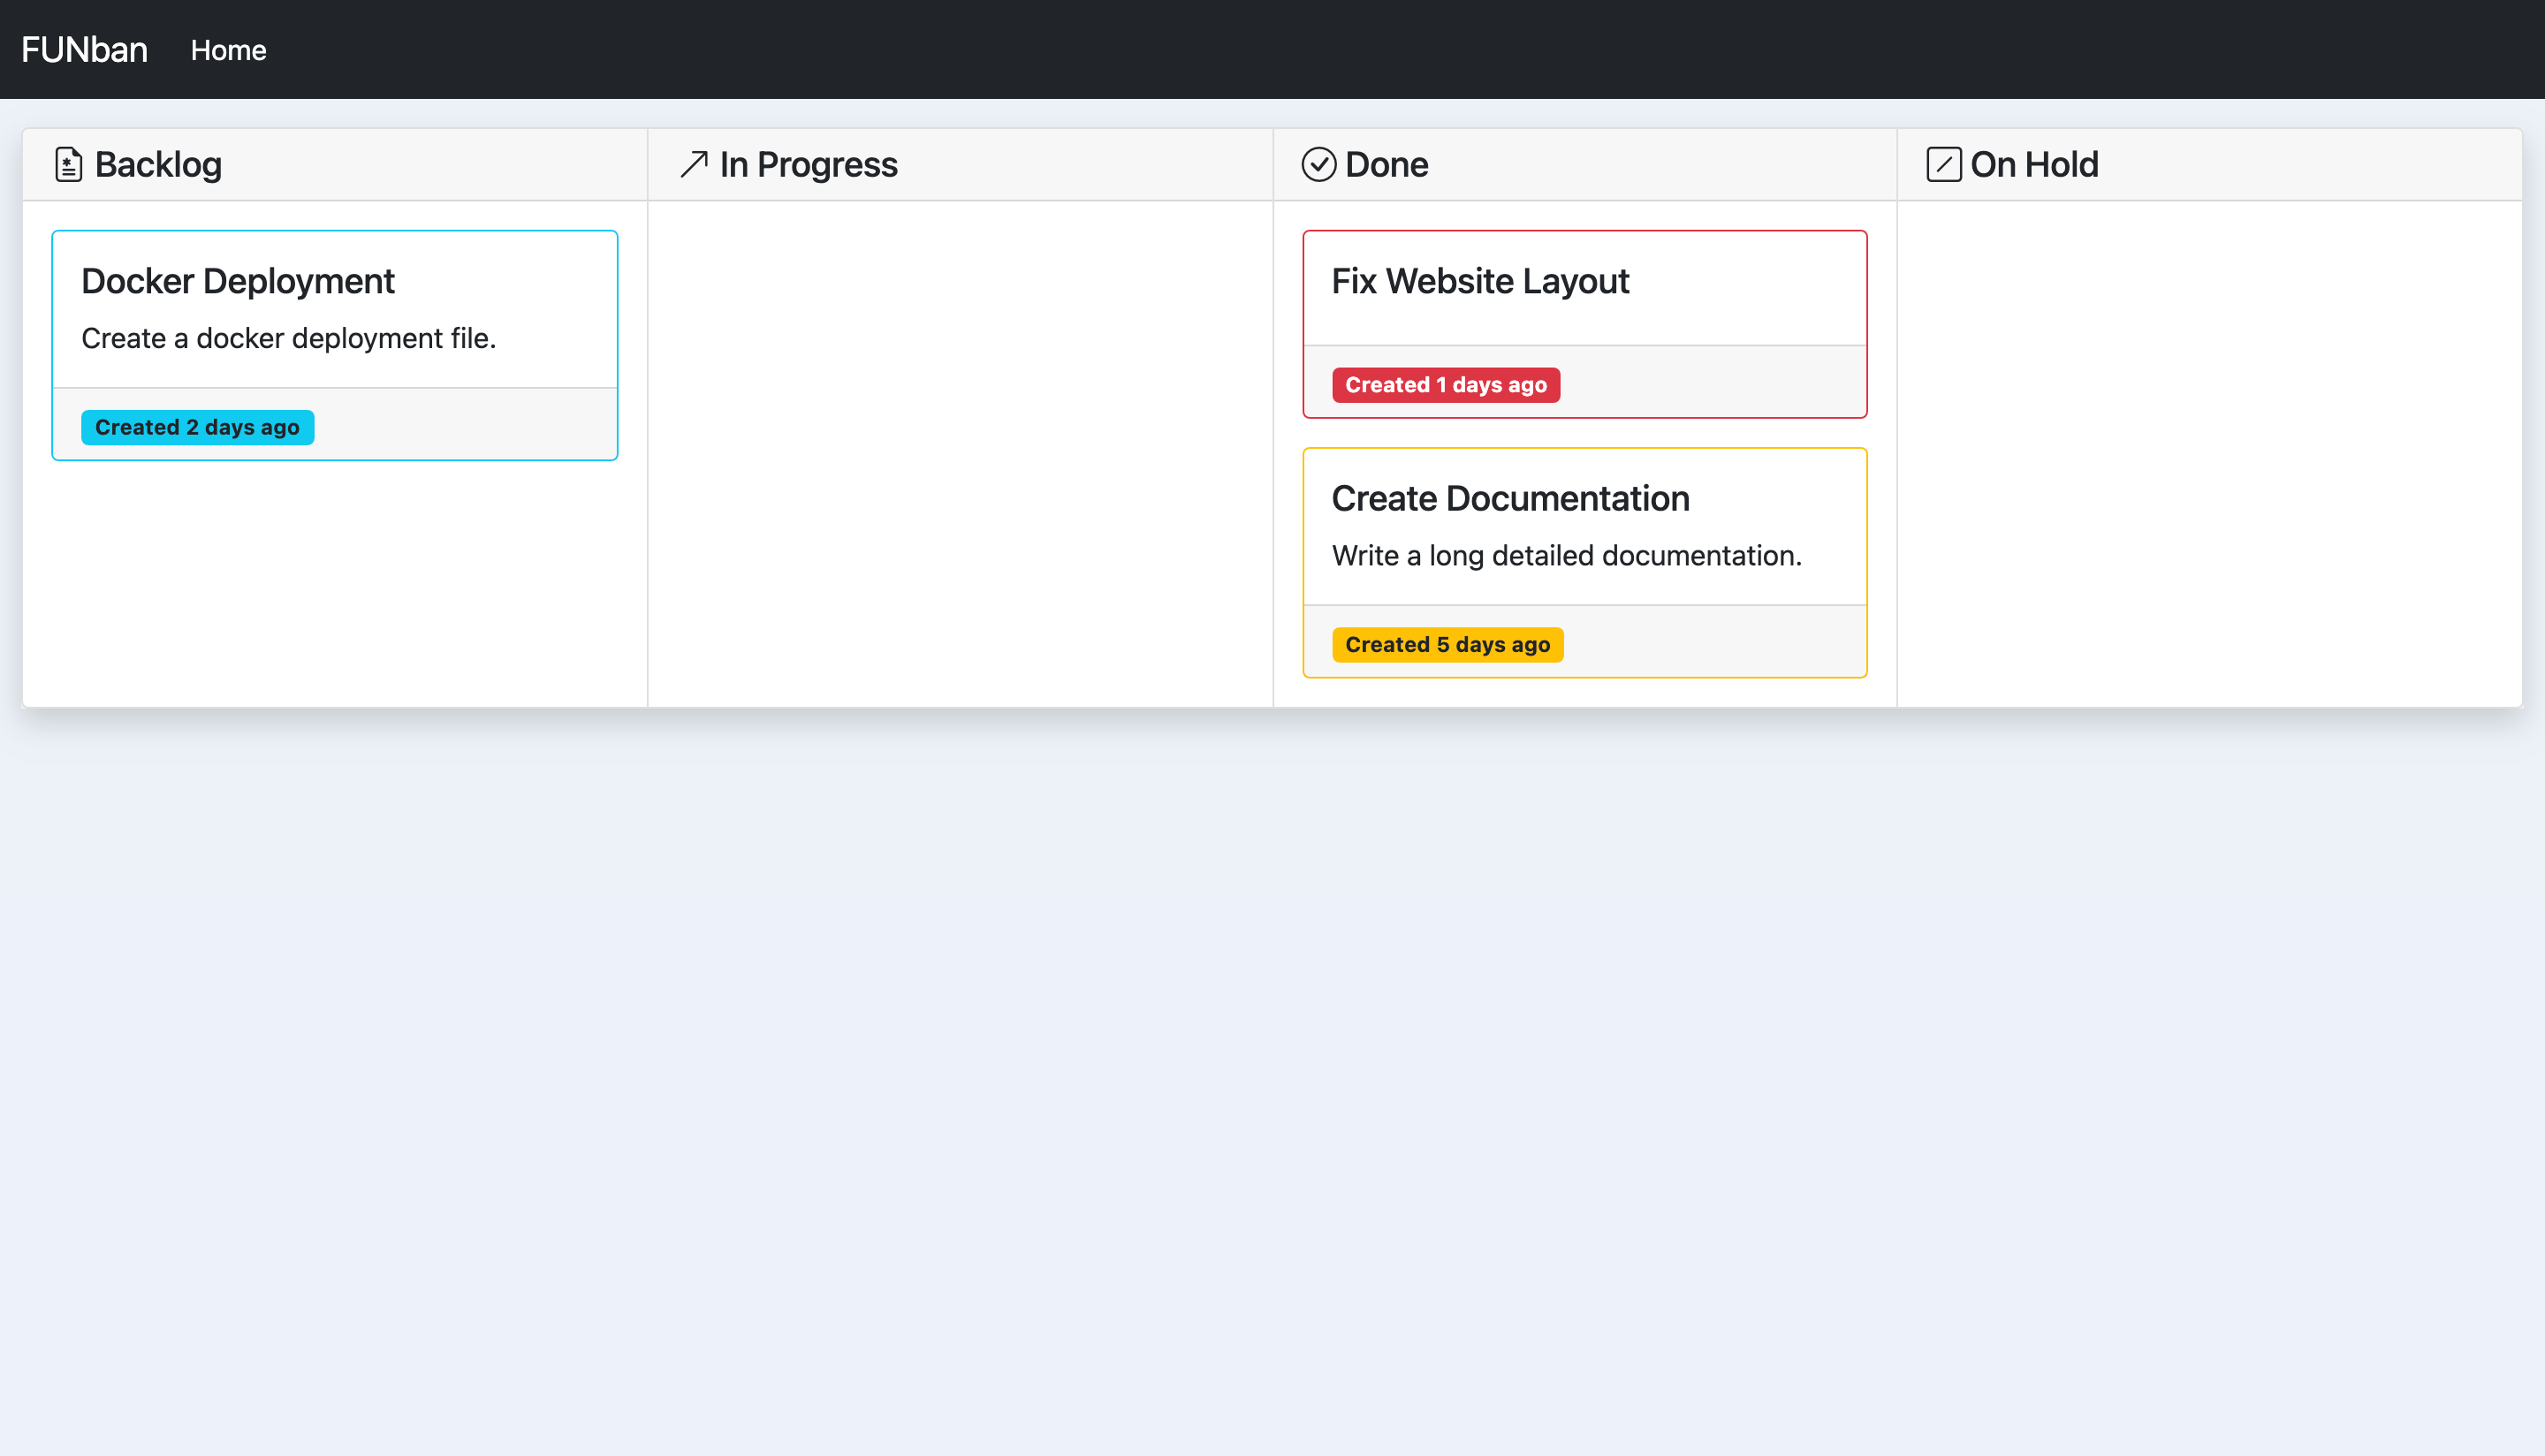 FUNban Home
Backlog
In Progress
Done
On Hold
Docker Deployment
Create a docker deployment file.
Created 2 days ago
Fix Website Layout
Created 1 days ago
Create Documentation
Write a long detailed documentation.
Created 5 days ago